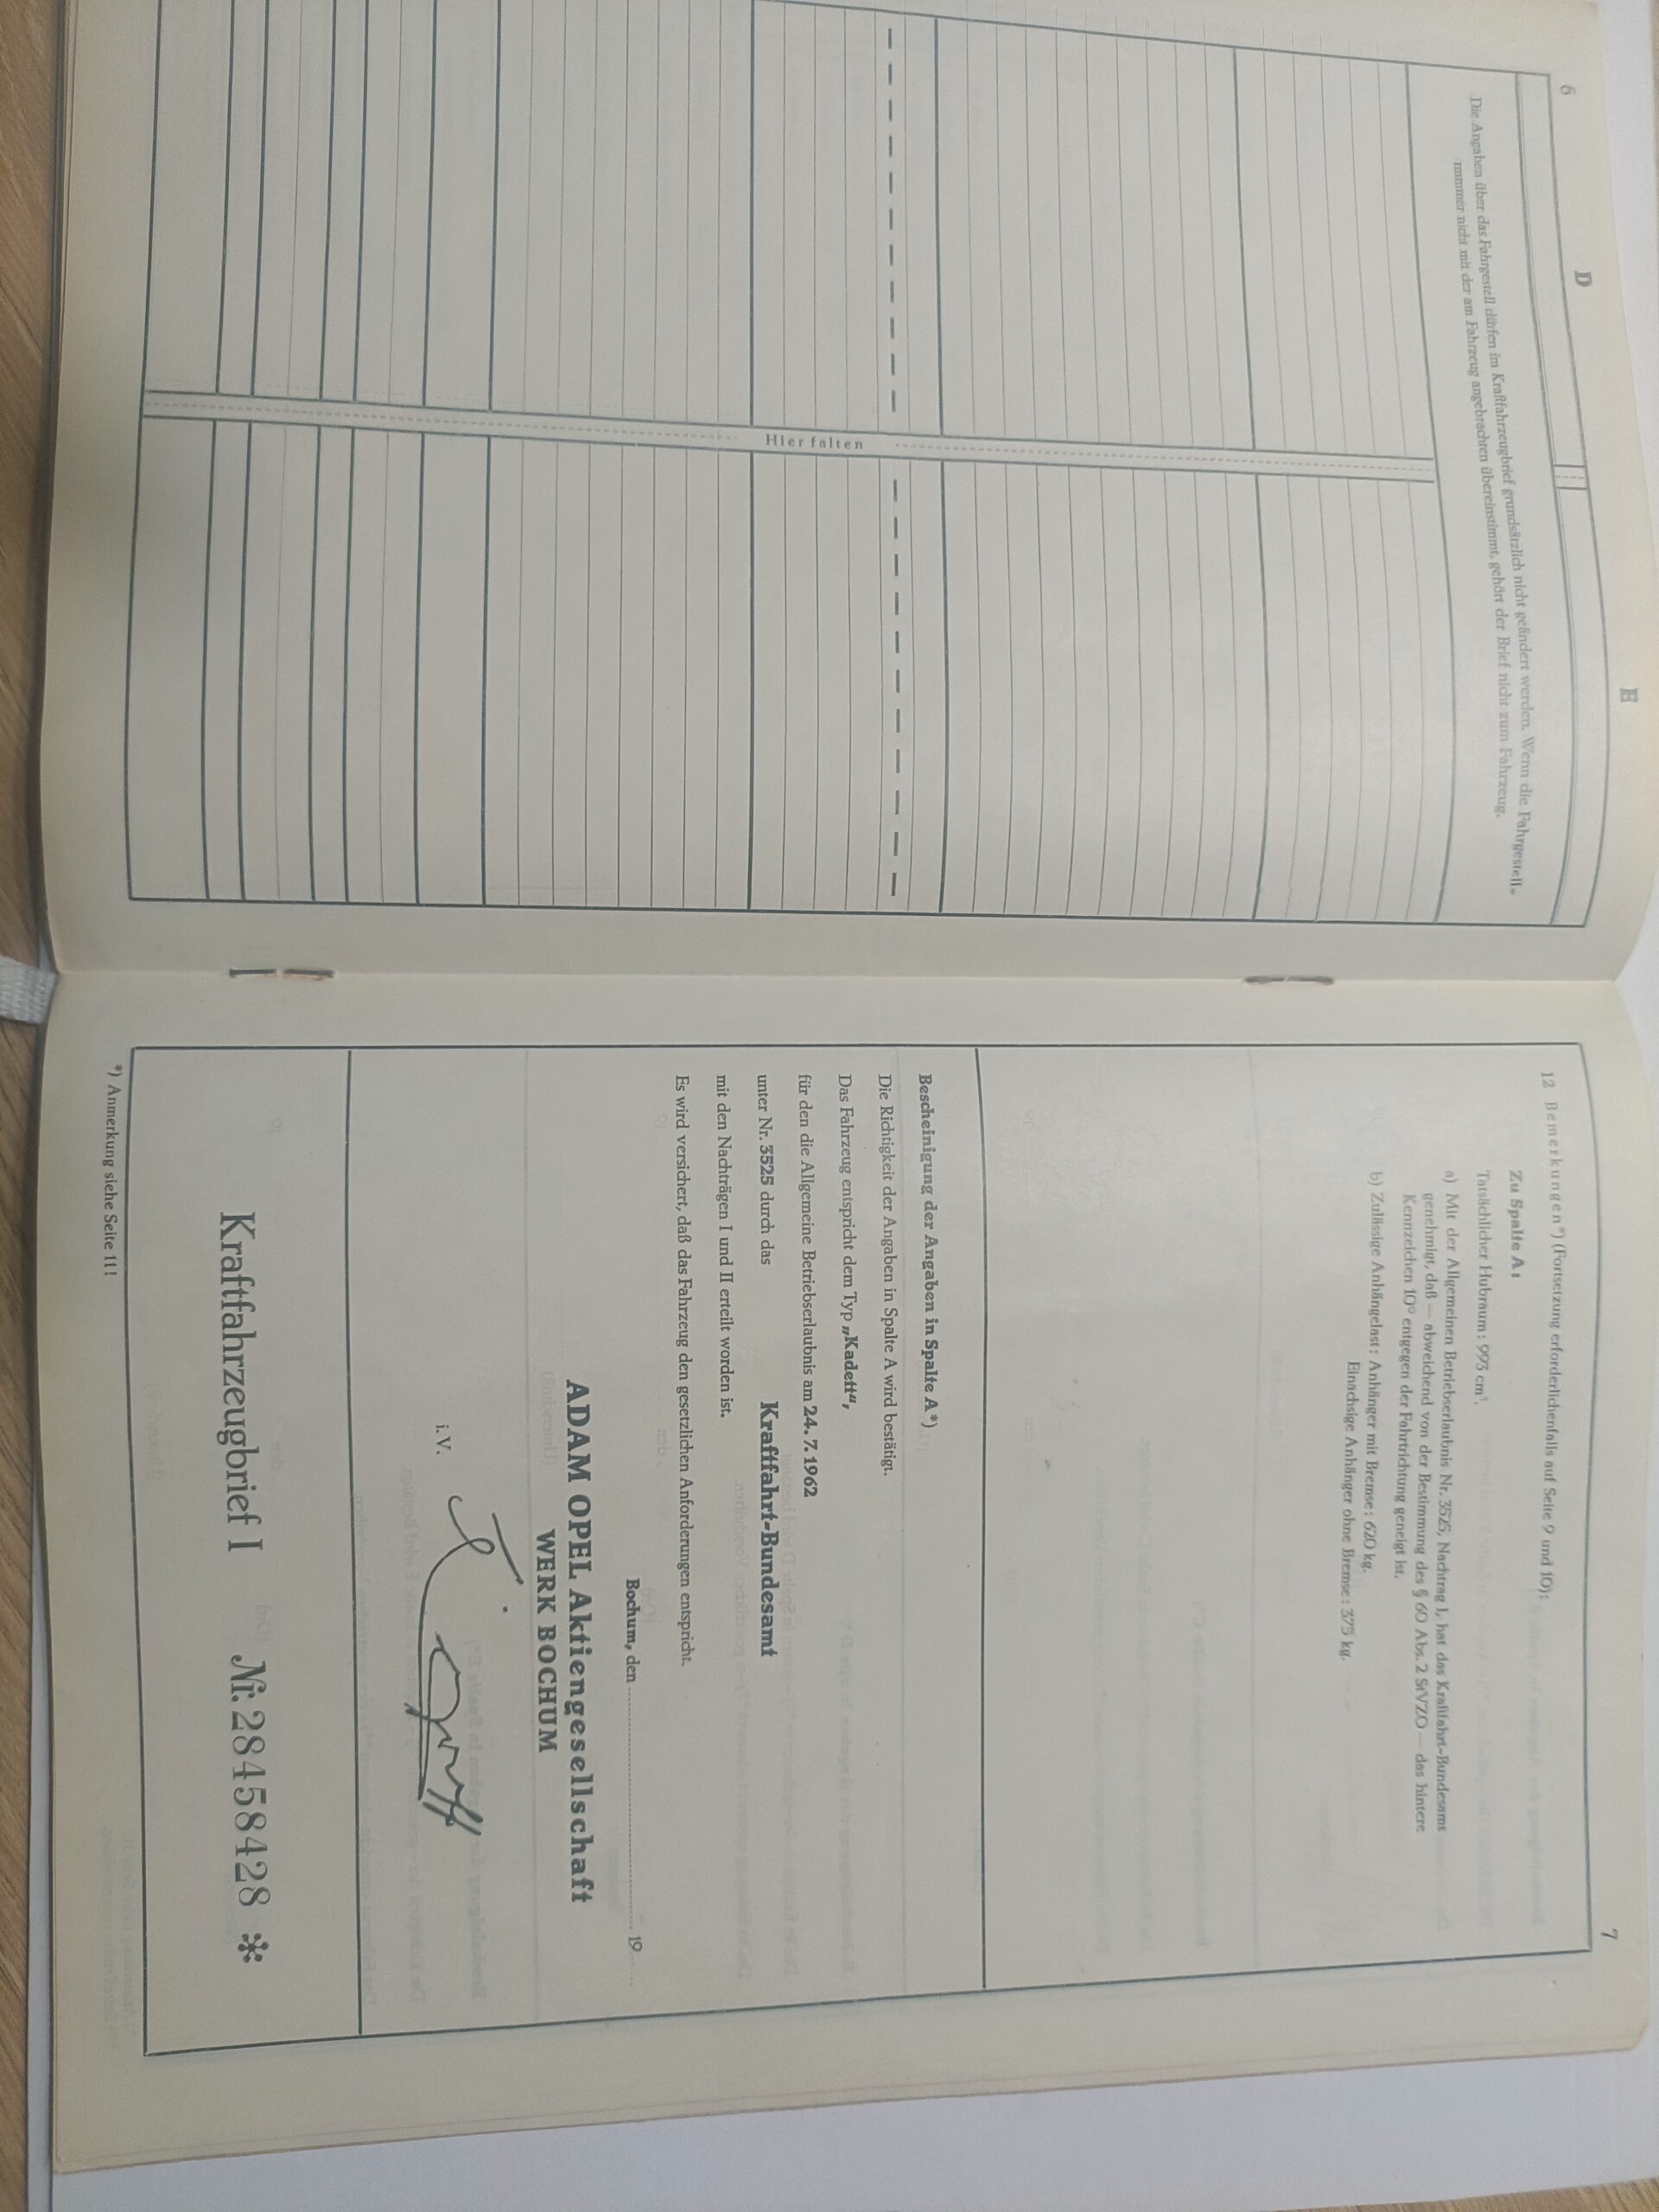 6
D
E
Die Angaben über das Fahrgestell dürfen im Kraftfahrzeugbrief grundsätzlich nicht geändert werden. Wenn die Fahrgestell-
nummer nicht mit der am Fahrzeug angebrachten übereinstimmt, gehört der Brief nicht zum Fahrzeug.
Hier falten
7
12 Bemerkungen*) (Fortsetzung erforderlichenfalls auf Seite 9 und 10):
Zu Spalte A:
Tatsächlicher Hubraum: 993 cm³.
a) Mit der Allgemeinen Betriebserlaubnis Nr. 3525, Nachtrag I, hat das Kraftfahrt-Bundesamt
genehmigt, daß — abweichend von der Bestimmung des § 60 Abs. 2 StVZO — das hintere
Kennzeichen 10° entgegen der Fahrtrichtung geneigt ist.
b) Zulässige Anhängelast: Anhänger mit Bremse: 620 kg.
Einachsige Anhänger ohne Bremse: 375 kg.
Bescheinigung der Angaben in Spalte A*)
Die Richtigkeit der Angaben in Spalte A wird bestätigt.
Das Fahrzeug entspricht dem Typ „Kadett“,
für den die Allgemeine Betriebserlaubnis am 24. 7. 1962
unter Nr. 3525 durch das Kraftfahrt-Bundesamt
mit den Nachträgen I und II erteilt worden ist.
Es wird versichert, daß das Fahrzeug den gesetzlichen Anforderungen entspricht.
Bochum, den .......... 19 ....
ADAM OPEL Aktiengesellschaft
WERK BOCHUM
i. V.
Kraftfahrzeugbrief I Nr. 28458428 *
*) Anmerkung siehe Seite 11!